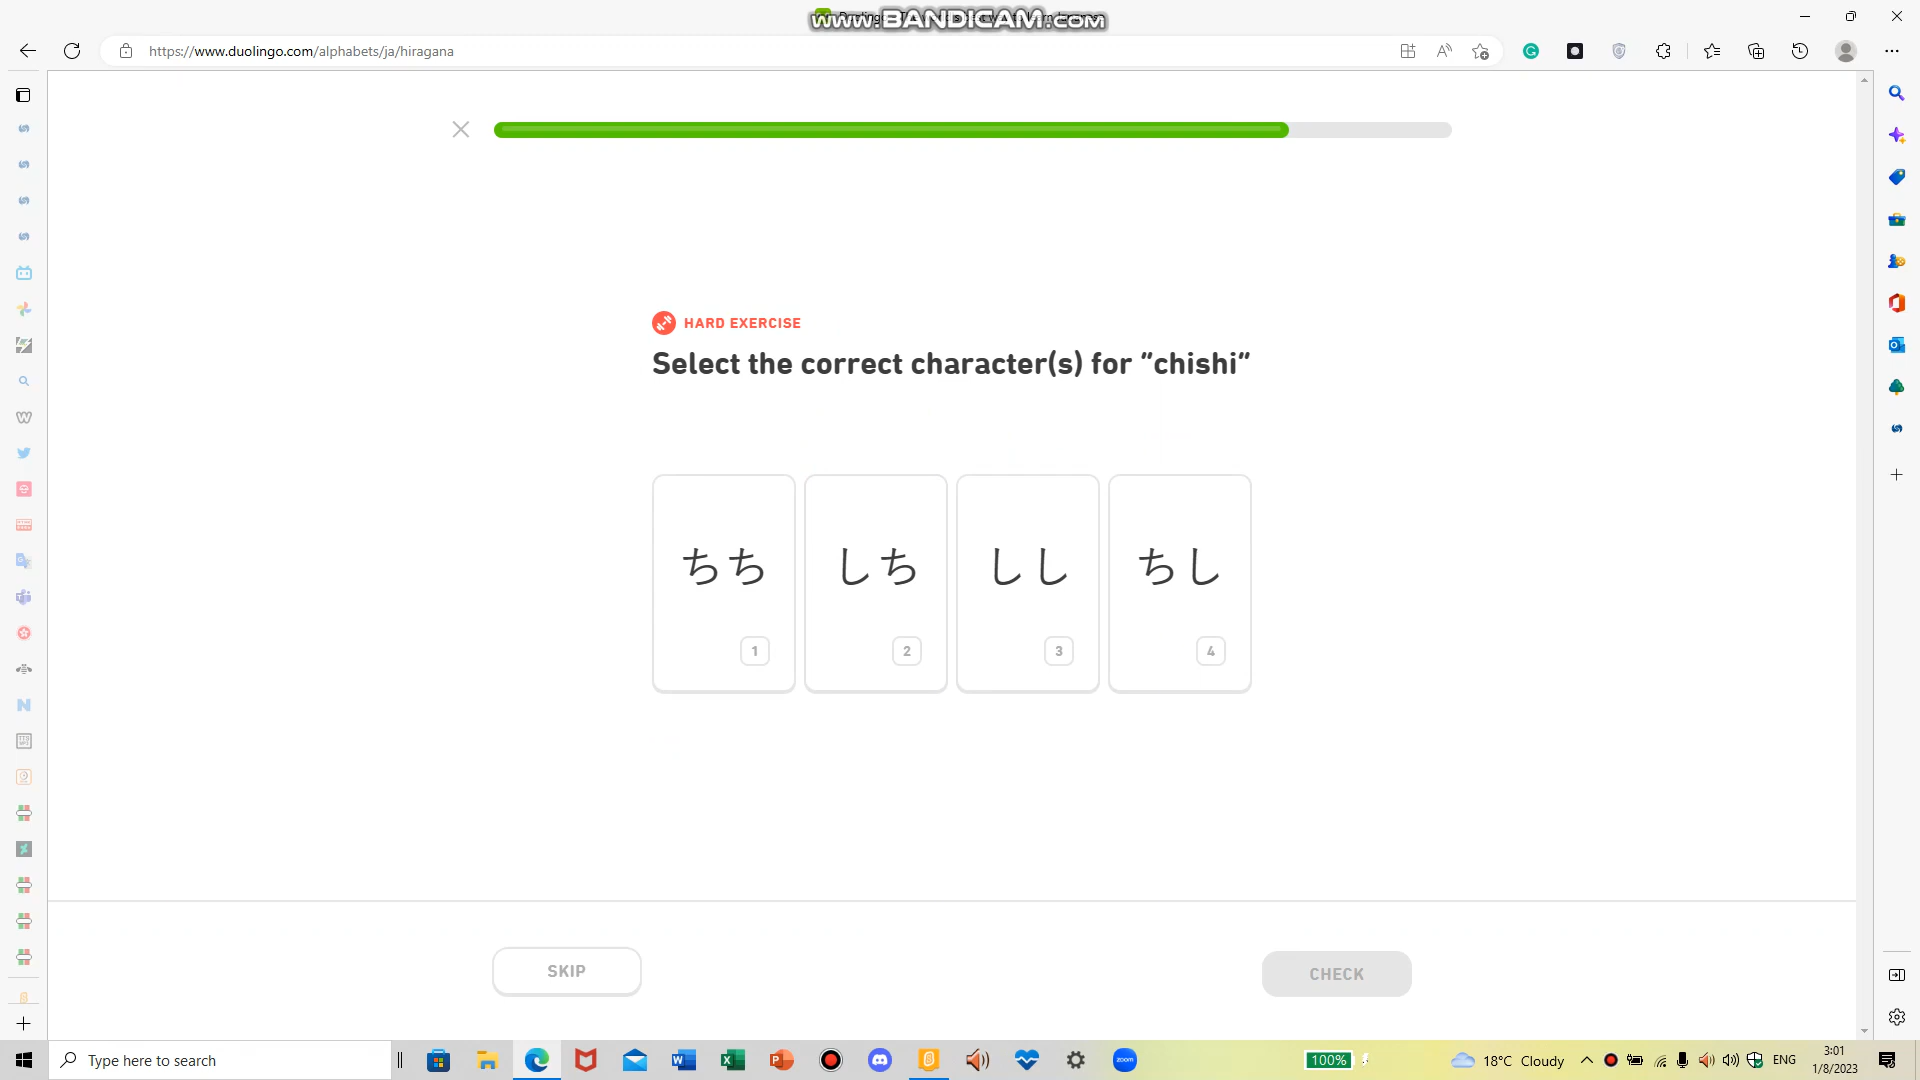 www.BANDICAM.com
https://www.duolingo.com/alphabets/ja/hiragana
HARD EXERCISE
Select the correct character(s) for "chishi"
ちち
しち
しし
ちし
1
2
3
4
SKIP
CHECK
Type here to search
zoom
100%
18°C Cloudy
ENG
3:01
1/8/2023